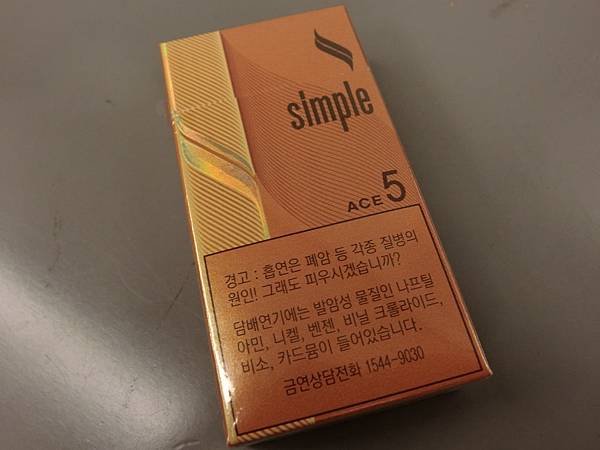 simple
ACE 5
경고 : 흡연은 폐암 등 각종 질병의
원인! 그래도 피우시겠습니까?
담배연기에는 발암성 물질인 나프틸
아민, 니켈, 벤젠, 비닐 크롤라이드,
비소, 카드뮴이 들어있습니다.
금연상담전화 1544-9030